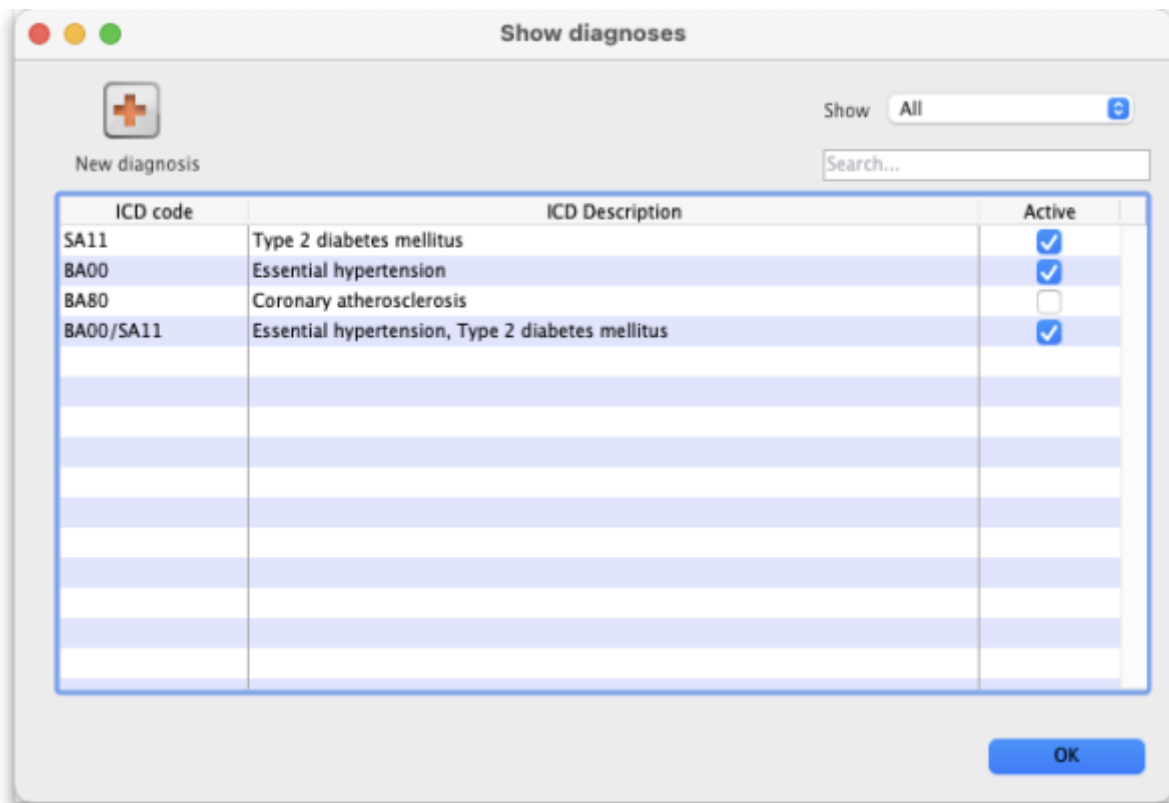 Show diagnoses
Show All
New diagnosis
Search...
ICD code ICD Description Active
SA11 Type 2 diabetes mellitus
BA00 Essential hypertension
BA80 Coronary atherosclerosis
BA00/SA11 Essential hypertension, Type 2 diabetes mellitus
OK